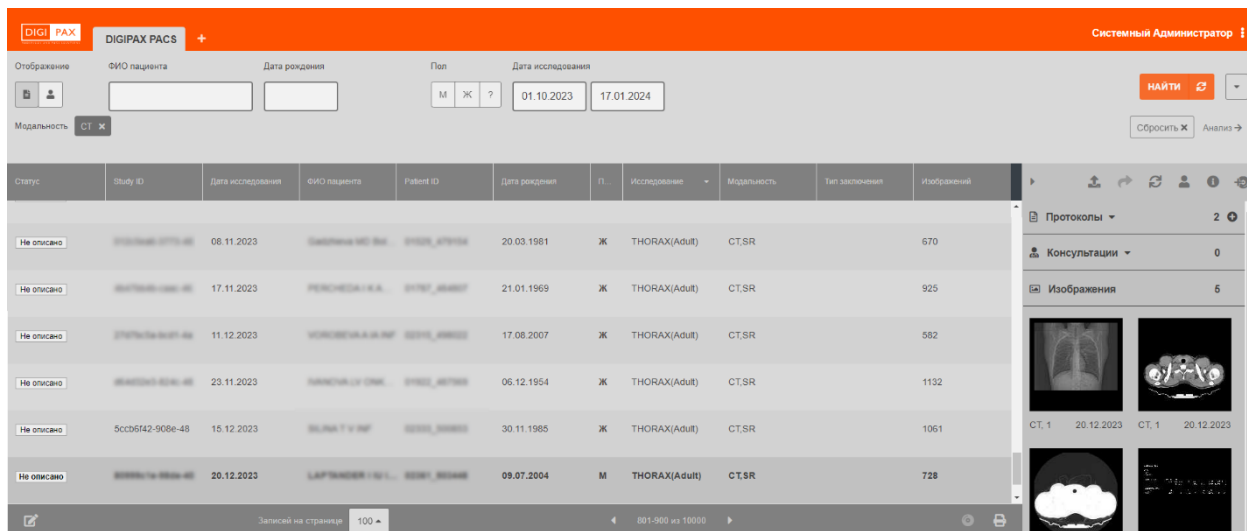 DIGI PAX
DIGIPAX PACS +
Системный Администратор
Отображение ФИО пациента Дата рождения Пол Дата исследования
М Ж ? 01.10.2023 17.01.2024 НАЙТИ
Модальность CT × Сбросить × Анализ →
Статус Study ID Дата исследования ФИО пациента Patient ID Дата рождения П... Исследование Модальность Тип заключения Изображений
Не описано 08.11.2023 20.03.1981 Ж THORAX(Adult) CT,SR 670
Не описано 17.11.2023 21.01.1969 Ж THORAX(Adult) CT,SR 925
Не описано 11.12.2023 17.08.2007 Ж THORAX(Adult) CT,SR 582
Не описано 23.11.2023 06.12.1954 Ж THORAX(Adult) CT,SR 1132
Не описано 5ccb6f42-908e-48 15.12.2023 30.11.1985 Ж THORAX(Adult) CT,SR 1061
Не описано 20.12.2023 09.07.2004 М THORAX(Adult) CT,SR 728
Записей на странице 100 801-900 из 10000
Протоколы 2
Консультации 0
Изображения 5
CT, 1 20.12.2023 CT, 1 20.12.2023